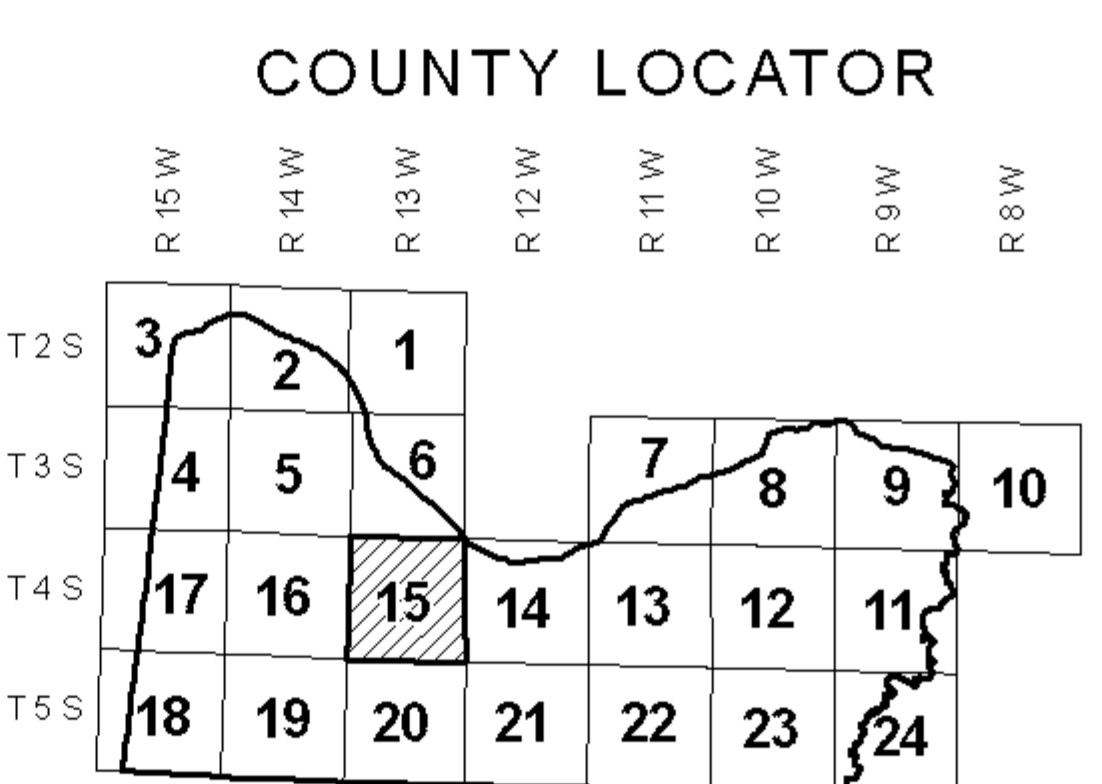 COUNTY LOCATOR
R 15 W R 14 W R 13 W R 12 W R 11 W R 10 W R 9 W R 8 W
T 2 S 3 2 1
T 3 S 4 5 6 7 8 9 10
T 4 S 17 16 15 14 13 12 11
T 5 S 18 19 20 21 22 23 24